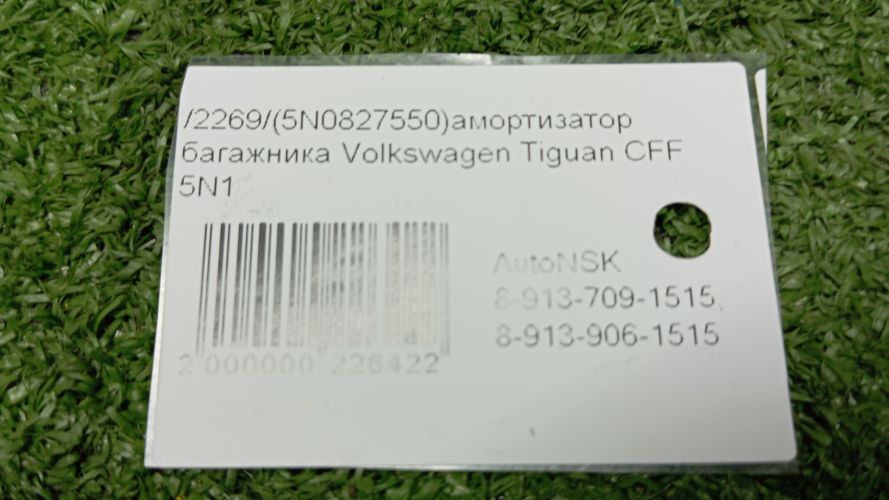 /2269/(5N0827550)амортизатор
багажника Volkswagen Tiguan CFF
5N1
AutoNSK
8-913-709-1515,
8-913-906-1515
2 000000 226422